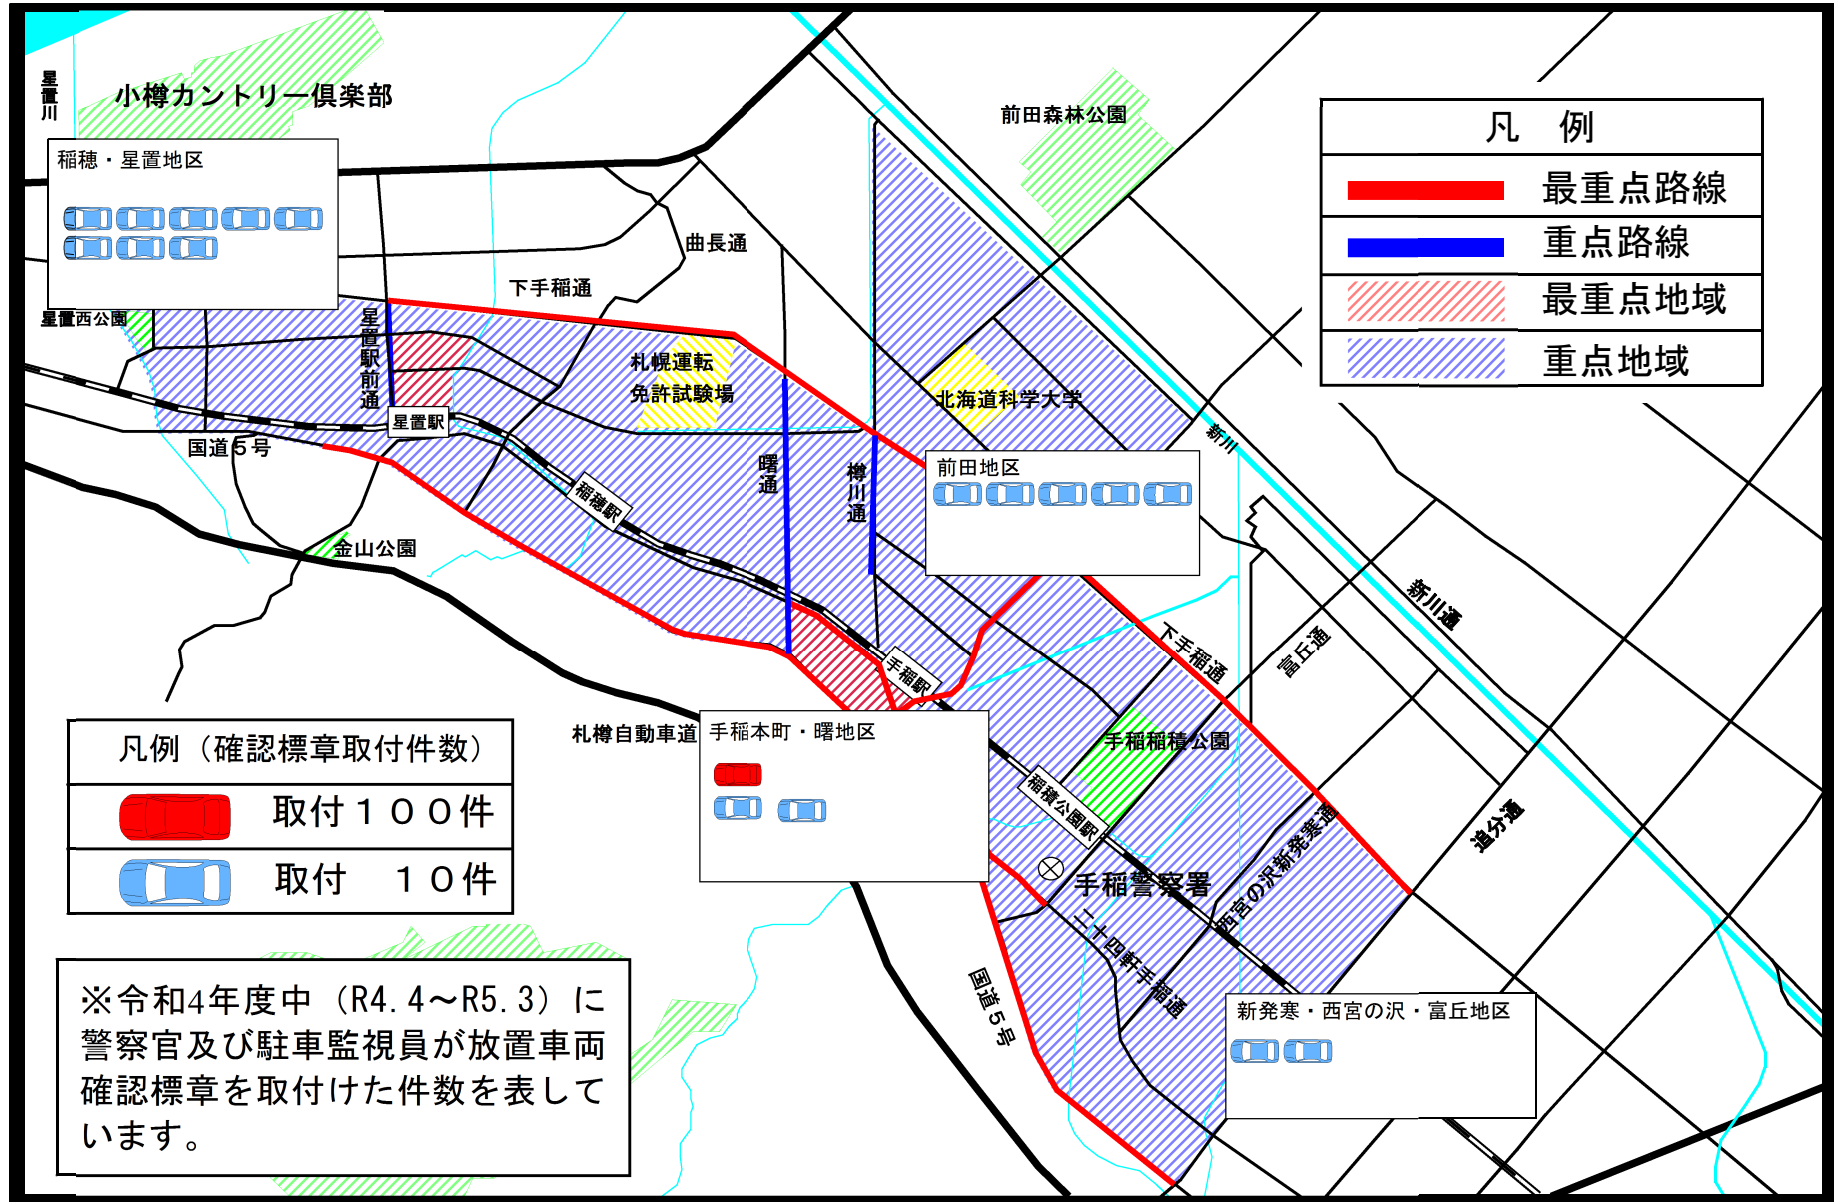 星置川
小樽カントリー倶楽部
前田森林公園
凡　例
最重点路線
重点路線
最重点地域
重点地域
稲穂・星置地区
曲長通
下手稲通
星置西公園
星置駅前通
札幌運転
免許試験場
北海道科学大学
星置駅
国道５号
新川
曙通
樽川通
前田地区
稲穂駅
金山公園
新川通
下手稲通
富丘通
手稲駅
札樽自動車道
手稲本町・曙地区
手稲稲積公園
稲積公園駅
追分通
西宮の沢新発寒通
手稲警察署
二十四軒手稲通
国道５号
新発寒・西宮の沢・富丘地区
凡例（確認標章取付件数）
取付１００件
取付　１０件
※令和4年度中（R4.4～R5.3）に
警察官及び駐車監視員が放置車両
確認標章を取付けた件数を表して
います。